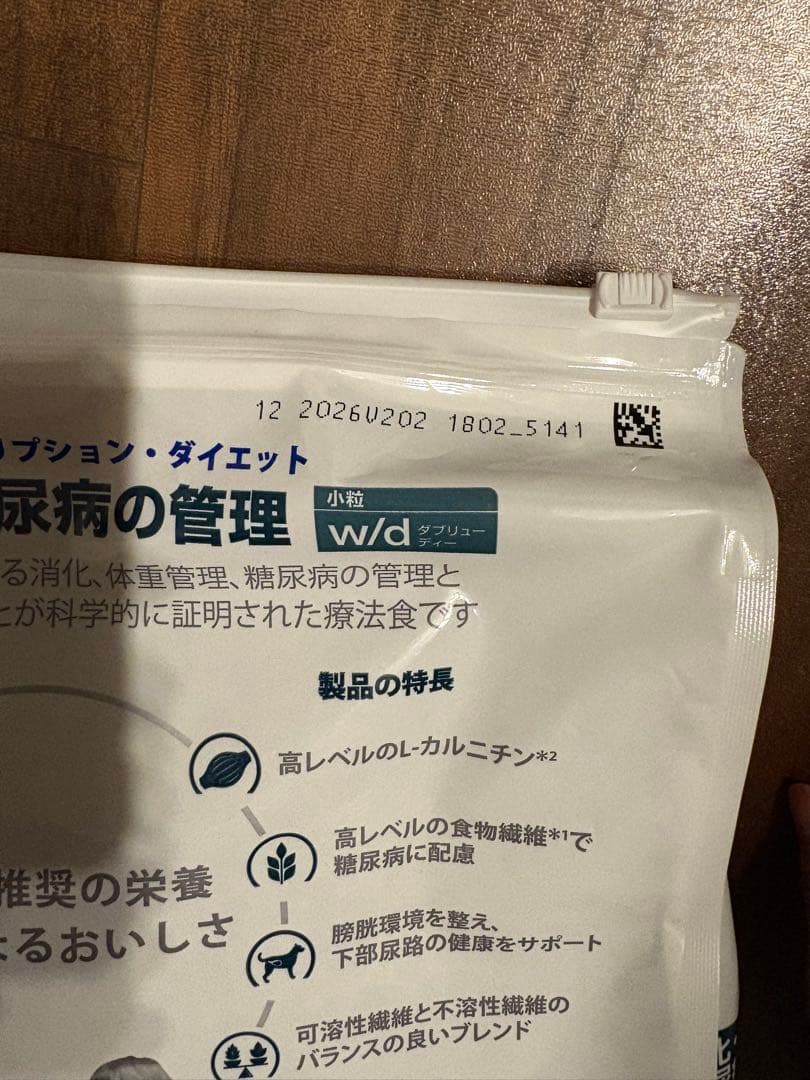 12 2026V202 1802_5141
プション・ダイエット
尿病の管理
小粒
w/d ダブリュー
ディー
る消化、体重管理、糖尿病の管理と
とが科学的に証明された療法食です
製品の特長
高レベルのL-カルニチン*2
高レベルの食物繊維*1で
糖尿病に配慮
推奨の栄養
よるおいしさ
膀胱環境を整え、
下部尿路の健康をサポート
可溶性繊維と不溶性繊維の
バランスの良いブレンド